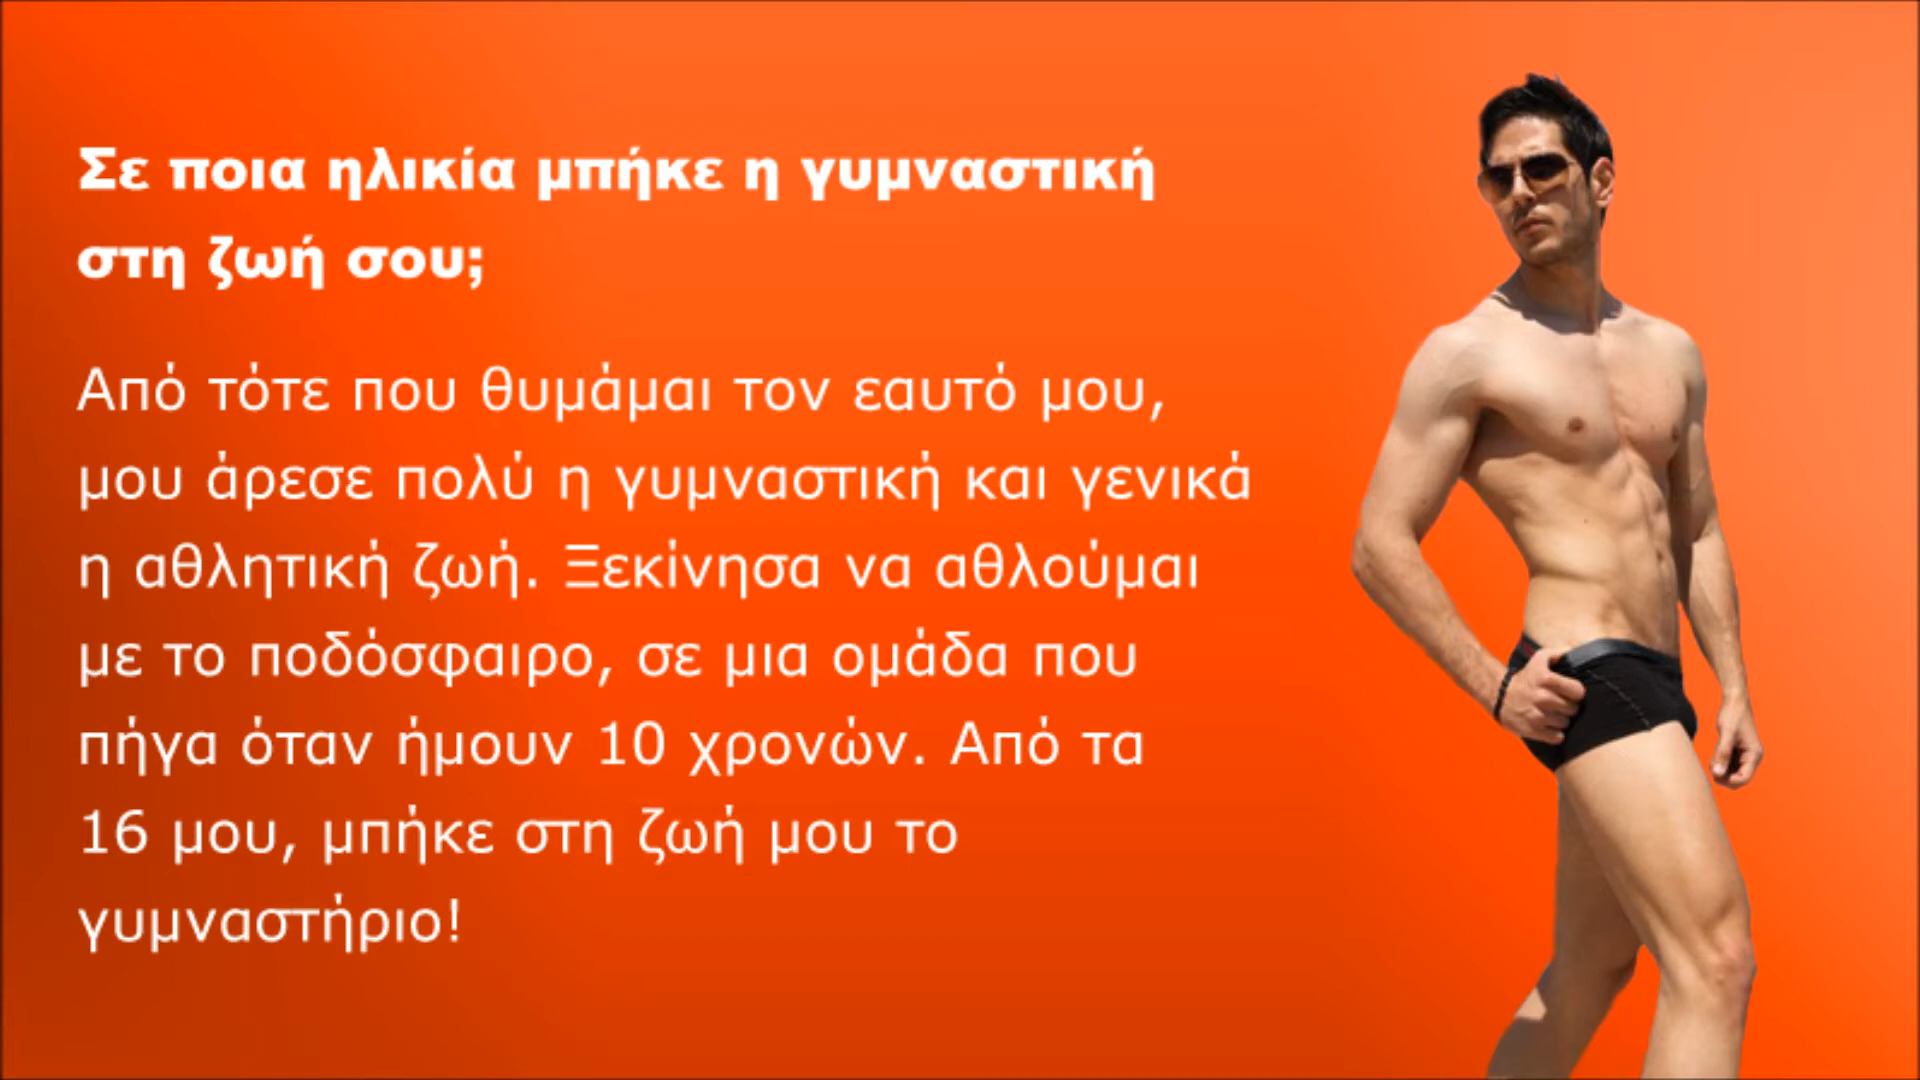 Σε ποια ηλικία μπήκε η γυμναστική
στη ζωή σου;
Από τότε που θυμάμαι τον εαυτό μου,
μου άρεσε πολύ η γυμναστική και γενικά
η αθλητική ζωή. Ξεκίνησα να αθλούμαι
με το ποδόσφαιρο, σε μια ομάδα που
πήγα όταν ήμουν 10 χρονών. Από τα
16 μου, μπήκε στη ζωή μου το
γυμναστήριο!